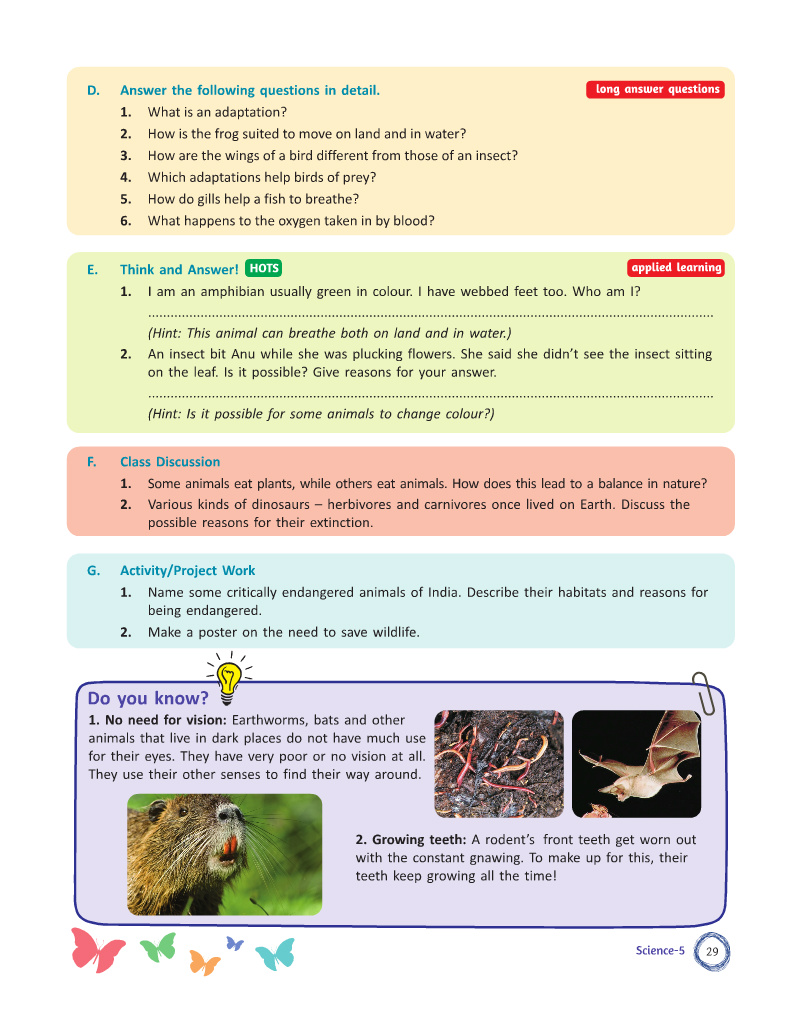 D. Answer the following questions in detail. long answer questions
1. What is an adaptation?
2. How is the frog suited to move on land and in water?
3. How are the wings of a bird different from those of an insect?
4. Which adaptations help birds of prey?
5. How do gills help a fish to breathe?
6. What happens to the oxygen taken in by blood?
E. Think and Answer! HOTS applied learning
1. I am an amphibian usually green in colour. I have webbed feet too. Who am I?
(Hint: This animal can breathe both on land and in water.)
2. An insect bit Anu while she was plucking flowers. She said she didn’t see the insect sitting
on the leaf. Is it possible? Give reasons for your answer.
(Hint: Is it possible for some animals to change colour?)
F. Class Discussion
1. Some animals eat plants, while others eat animals. How does this lead to a balance in nature?
2. Various kinds of dinosaurs – herbivores and carnivores once lived on Earth. Discuss the
possible reasons for their extinction.
G. Activity/Project Work
1. Name some critically endangered animals of India. Describe their habitats and reasons for
being endangered.
2. Make a poster on the need to save wildlife.
Do you know?
1. No need for vision: Earthworms, bats and other
animals that live in dark places do not have much use
for their eyes. They have very poor or no vision at all.
They use their other senses to find their way around.
2. Growing teeth: A rodent’s front teeth get worn out
with the constant gnawing. To make up for this, their
teeth keep growing all the time!
Science-5 29